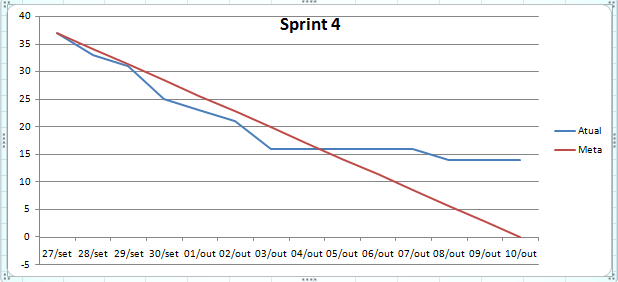 Sprint 4
40
35
30
25
20
15
10
5
0
-5
27/set 28/set 29/set 30/set 01/out 02/out 03/out 04/out 05/out 06/out 07/out 08/out 09/out 10/out
Atual
Meta